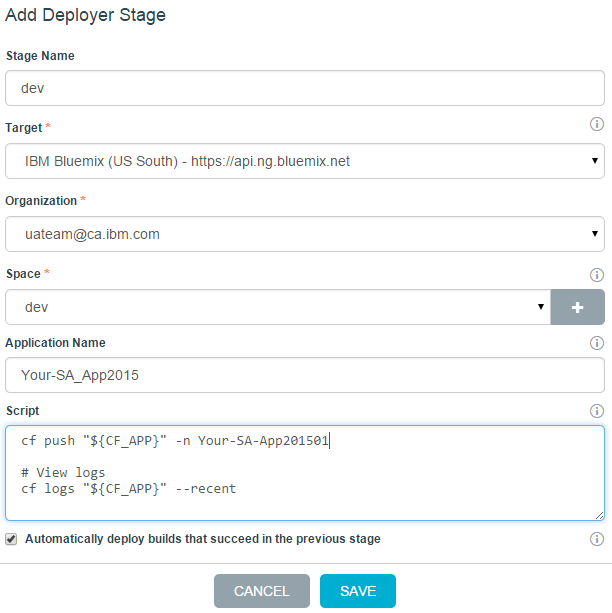 Add Deployer Stage
Stage Name
dev
Target *
IBM Bluemix (US South) - https://api.ng.bluemix.net
Organization *
uateam@ca.ibm.com
Space *
dev
Application Name
Your-SA_App2015
Script
cf push "${CF_APP}" -n Your-SA-App201501
# View logs
cf logs "${CF_APP}" --recent
Automatically deploy builds that succeed in the previous stage
CANCEL SAVE